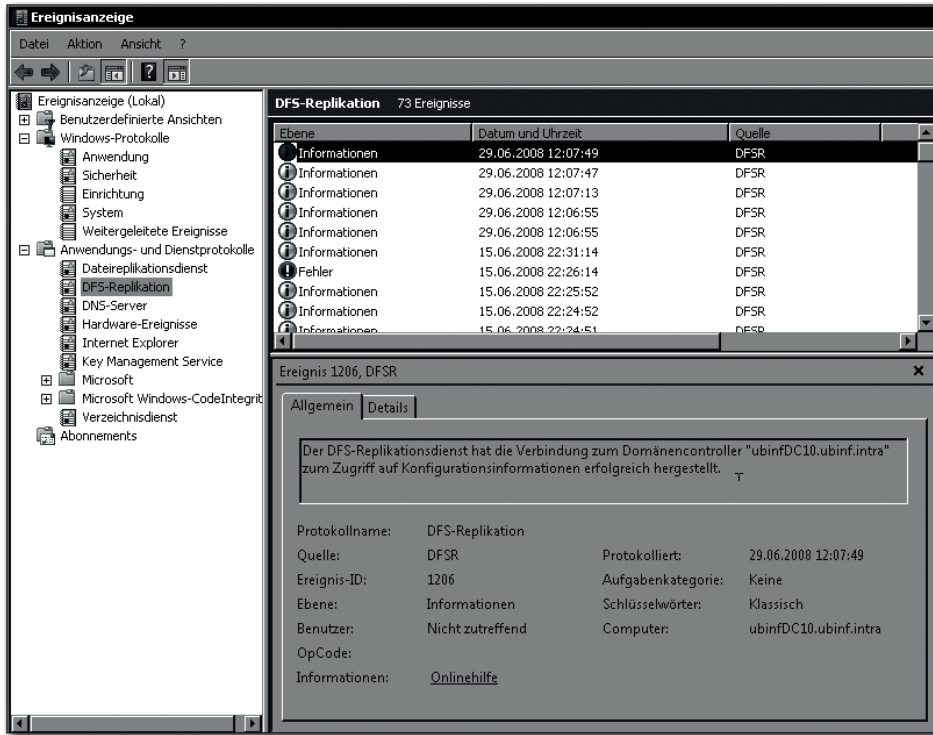 Ereignisanzeige
Datei Aktion Ansicht ?
Ereignisanzeige (Lokal)
Benutzerdefinierte Ansichten
Windows-Protokolle
Anwendung
Sicherheit
Einrichtung
System
Weitergeleitete Ereignisse
Anwendungs- und Dienstprotokolle
Dateireplikationsdienst
DFS-Replikation
DNS-Server
Hardware-Ereignisse
Internet Explorer
Key Management Service
Microsoft
Microsoft Windows-CodeIntegrit
Verzeichnisdienst
Abonnements
DFS-Replikation 73 Ereignisse
Ebene Datum und Uhrzeit Quelle
Informationen 29.06.2008 12:07:49 DFSR
Informationen 29.06.2008 12:07:47 DFSR
Informationen 29.06.2008 12:07:13 DFSR
Informationen 29.06.2008 12:06:55 DFSR
Informationen 29.06.2008 12:06:55 DFSR
Informationen 15.06.2008 22:31:14 DFSR
Fehler 15.06.2008 22:26:14 DFSR
Informationen 15.06.2008 22:25:52 DFSR
Informationen 15.06.2008 22:24:52 DFSR
Informationen 15.06.2008 22:24:51 DFSR
Ereignis 1206, DFSR
Allgemein Details
Der DFS-Replikationsdienst hat die Verbindung zum Domänencontroller "ubinfDC10.ubinf.intra"
zum Zugriff auf Konfigurationsinformationen erfolgreich hergestellt.
Protokollname: DFS-Replikation
Quelle: DFSR Protokolliert: 29.06.2008 12:07:49
Ereignis-ID: 1206 Aufgabenkategorie: Keine
Ebene: Informationen Schlüsselwörter: Klassisch
Benutzer: Nicht zutreffend Computer: ubinfDC10.ubinf.intra
OpCode:
Informationen: Onlinehilfe